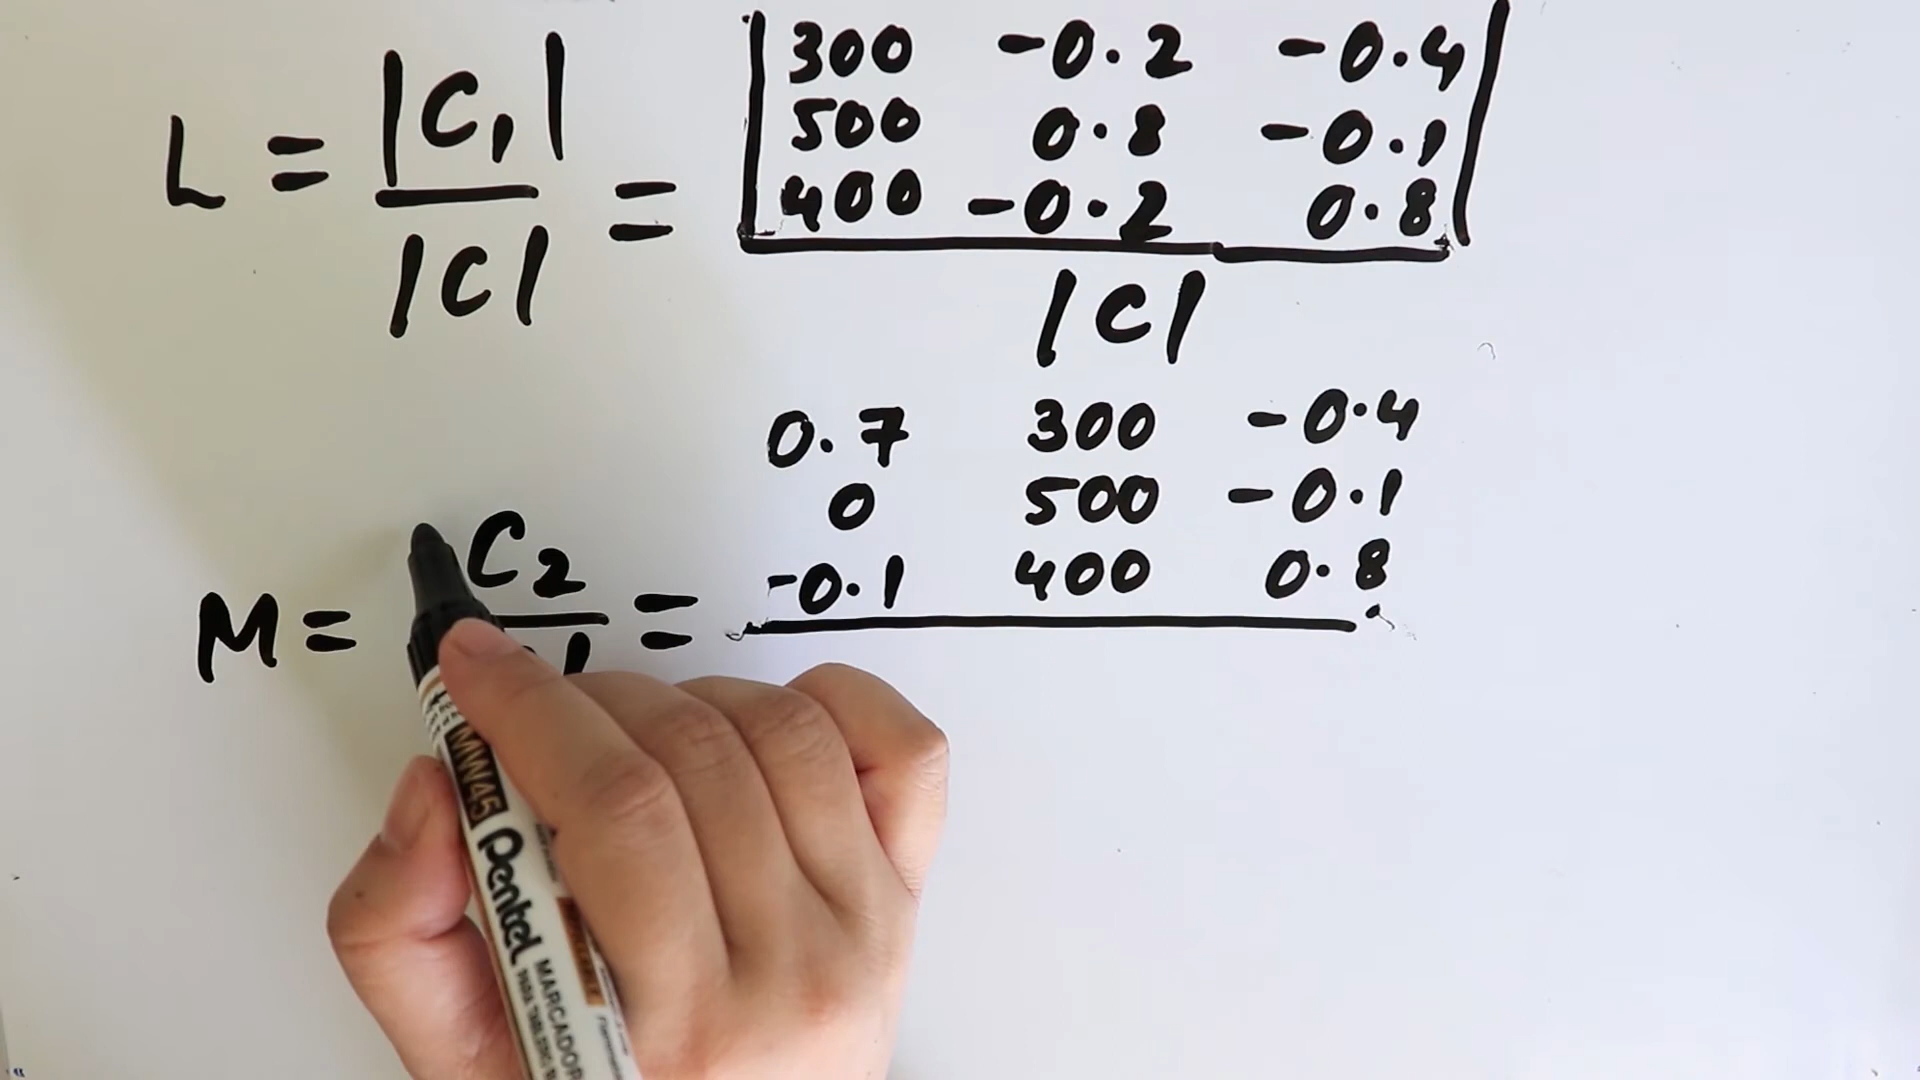 L = |C₁| / |C| = | 300 -0.2 -0.4 |
500 0.8 -0.1
400 -0.2 0.8
|C|
0.7 300 -0.4
0 500 -0.1
-0.1 400 0.8
M = C₂ =
MW45
Pentel
MARCADOR